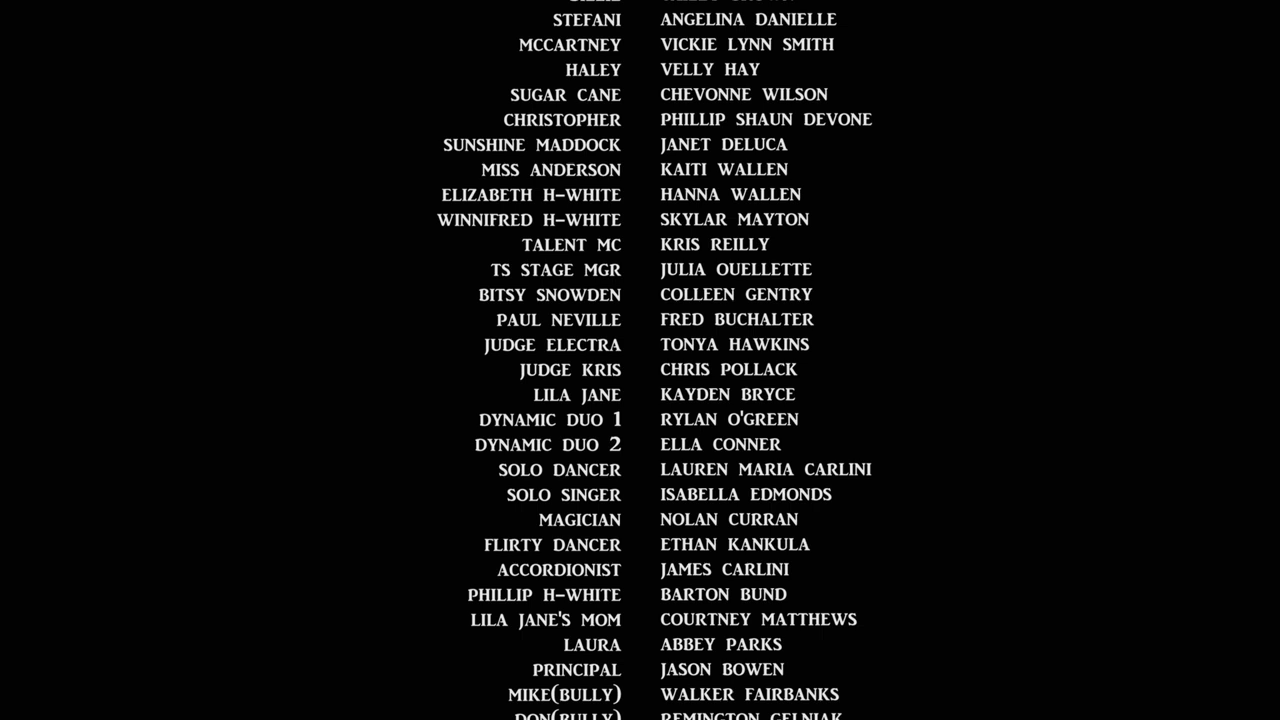 STEFANI ANGELINA DANIELLE
MCCARTNEY VICKIE LYNN SMITH
HALEY VELLY HAY
SUGAR CANE CHEVONNE WILSON
CHRISTOPHER PHILLIP SHAUN DEVONE
SUNSHINE MADDOCK JANET DELUCA
MISS ANDERSON KAITI WALLEN
ELIZABETH H-WHITE HANNA WALLEN
WINNIFRED H-WHITE SKYLAR MAYTON
TALENT MC KRIS REILLY
TS STAGE MGR JULIA OUELLETTE
BITSY SNOWDEN COLLEEN GENTRY
PAUL NEVILLE FRED BUCHALTER
JUDGE ELECTRA TONYA HAWKINS
JUDGE KRIS CHRIS POLLACK
LILA JANE KAYDEN BRYCE
DYNAMIC DUO 1 RYLAN O'GREEN
DYNAMIC DUO 2 ELLA CONNER
SOLO DANCER LAUREN MARIA CARLINI
SOLO SINGER ISABELLA EDMONDS
MAGICIAN NOLAN CURRAN
FLIRTY DANCER ETHAN KANKULA
ACCORDIONIST JAMES CARLINI
PHILLIP H-WHITE BARTON BUND
LILA JANE'S MOM COURTNEY MATTHEWS
LAURA ABBEY PARKS
PRINCIPAL JASON BOWEN
MIKE(BULLY) WALKER FAIRBANKS
DON(BULLY) REMINGTON GELNIAK